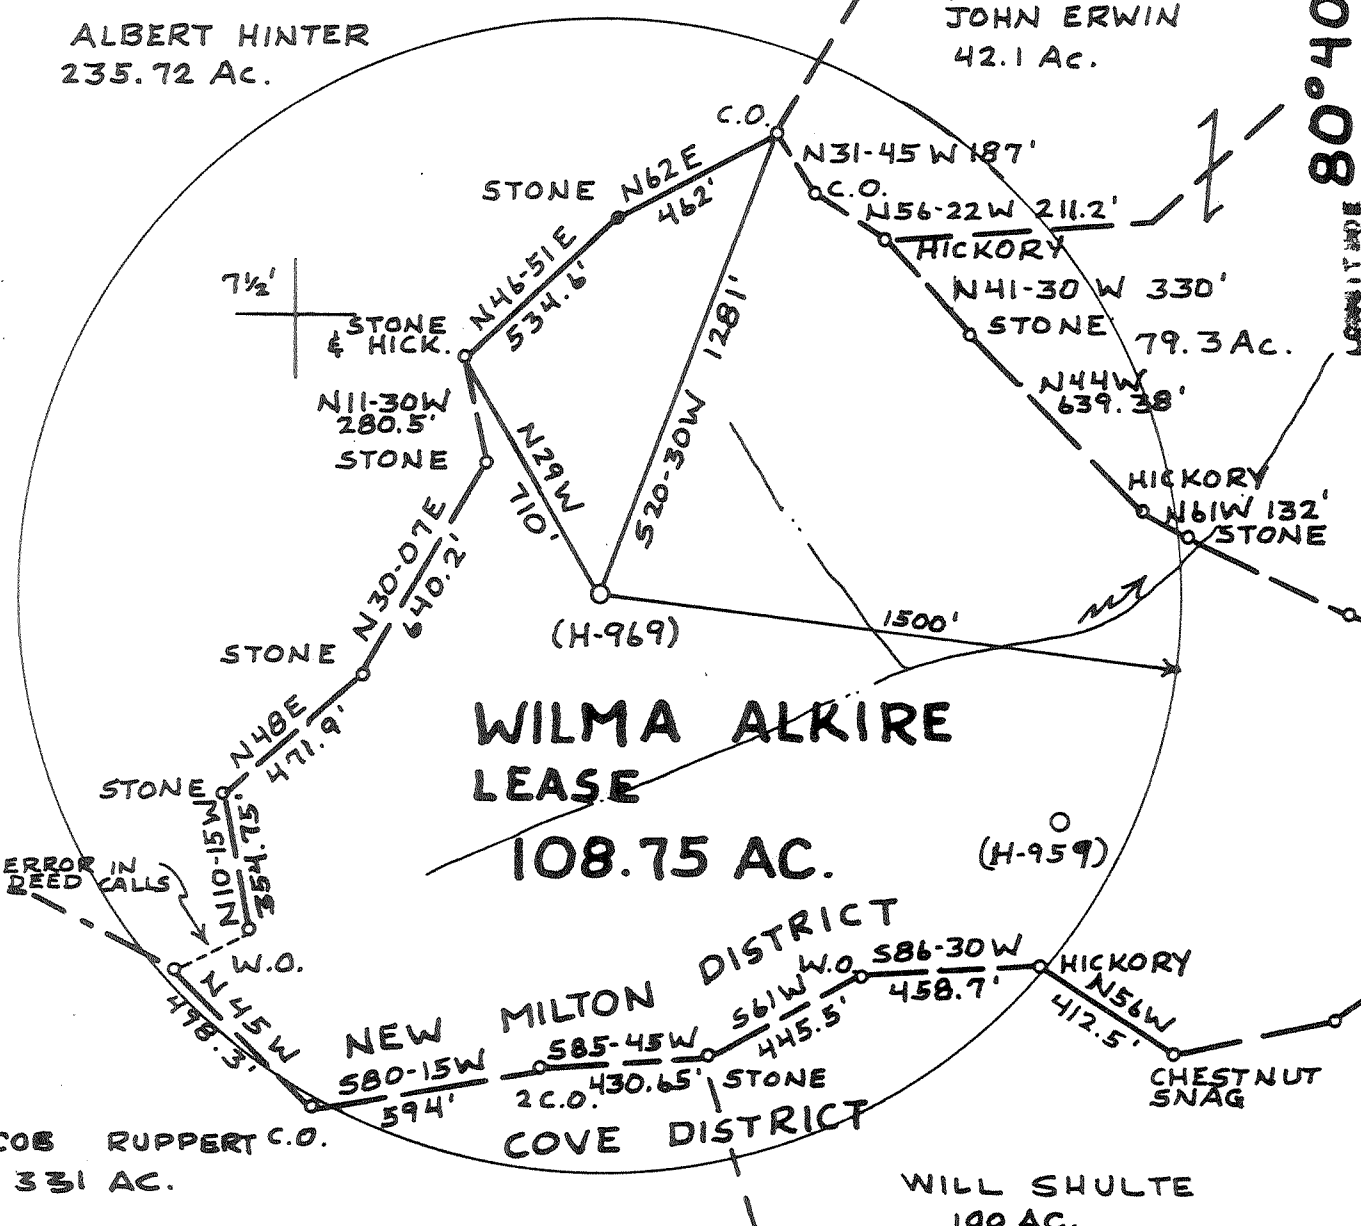 ALBERT HINTER
235.72 Ac.
JOHN ERWIN
42.1 Ac.
80°40
C.O.
N31-45 W 187'
C.O.
N62E
462'
STONE
N56-22W 211.2'
HICKORY
N46-51E
534.6'
7½'
STONE
& HICK.
N41-30 W 330'
STONE
79.3 Ac.
N44W
639.38'
N11-30W
280.5'
STONE
N29W
710'
S20-30W 1281'
HICKORY
N61W 132'
STONE
N30-07E
640.2'
(H-969)
1500'
STONE
WILMA ALKIRE
LEASE
108.75 AC.
N48E
471.9'
STONE
N10-15W
354.75'
(H-959)
ERROR IN
DEED CALLS
W.O.
N 45W
498.3'
NEW MILTON DISTRICT
S80-15W
594'
S85-45W
430.65'
2 C.O.
STONE
S61W
445.5'
W.O.
S86-30W
458.7'
HICKORY
N56W
412.5'
CHESTNUT
SNAG
C.O.
COVE DISTRICT
COB RUPPERT
331 AC.
WILL SHULTE
199 AC.